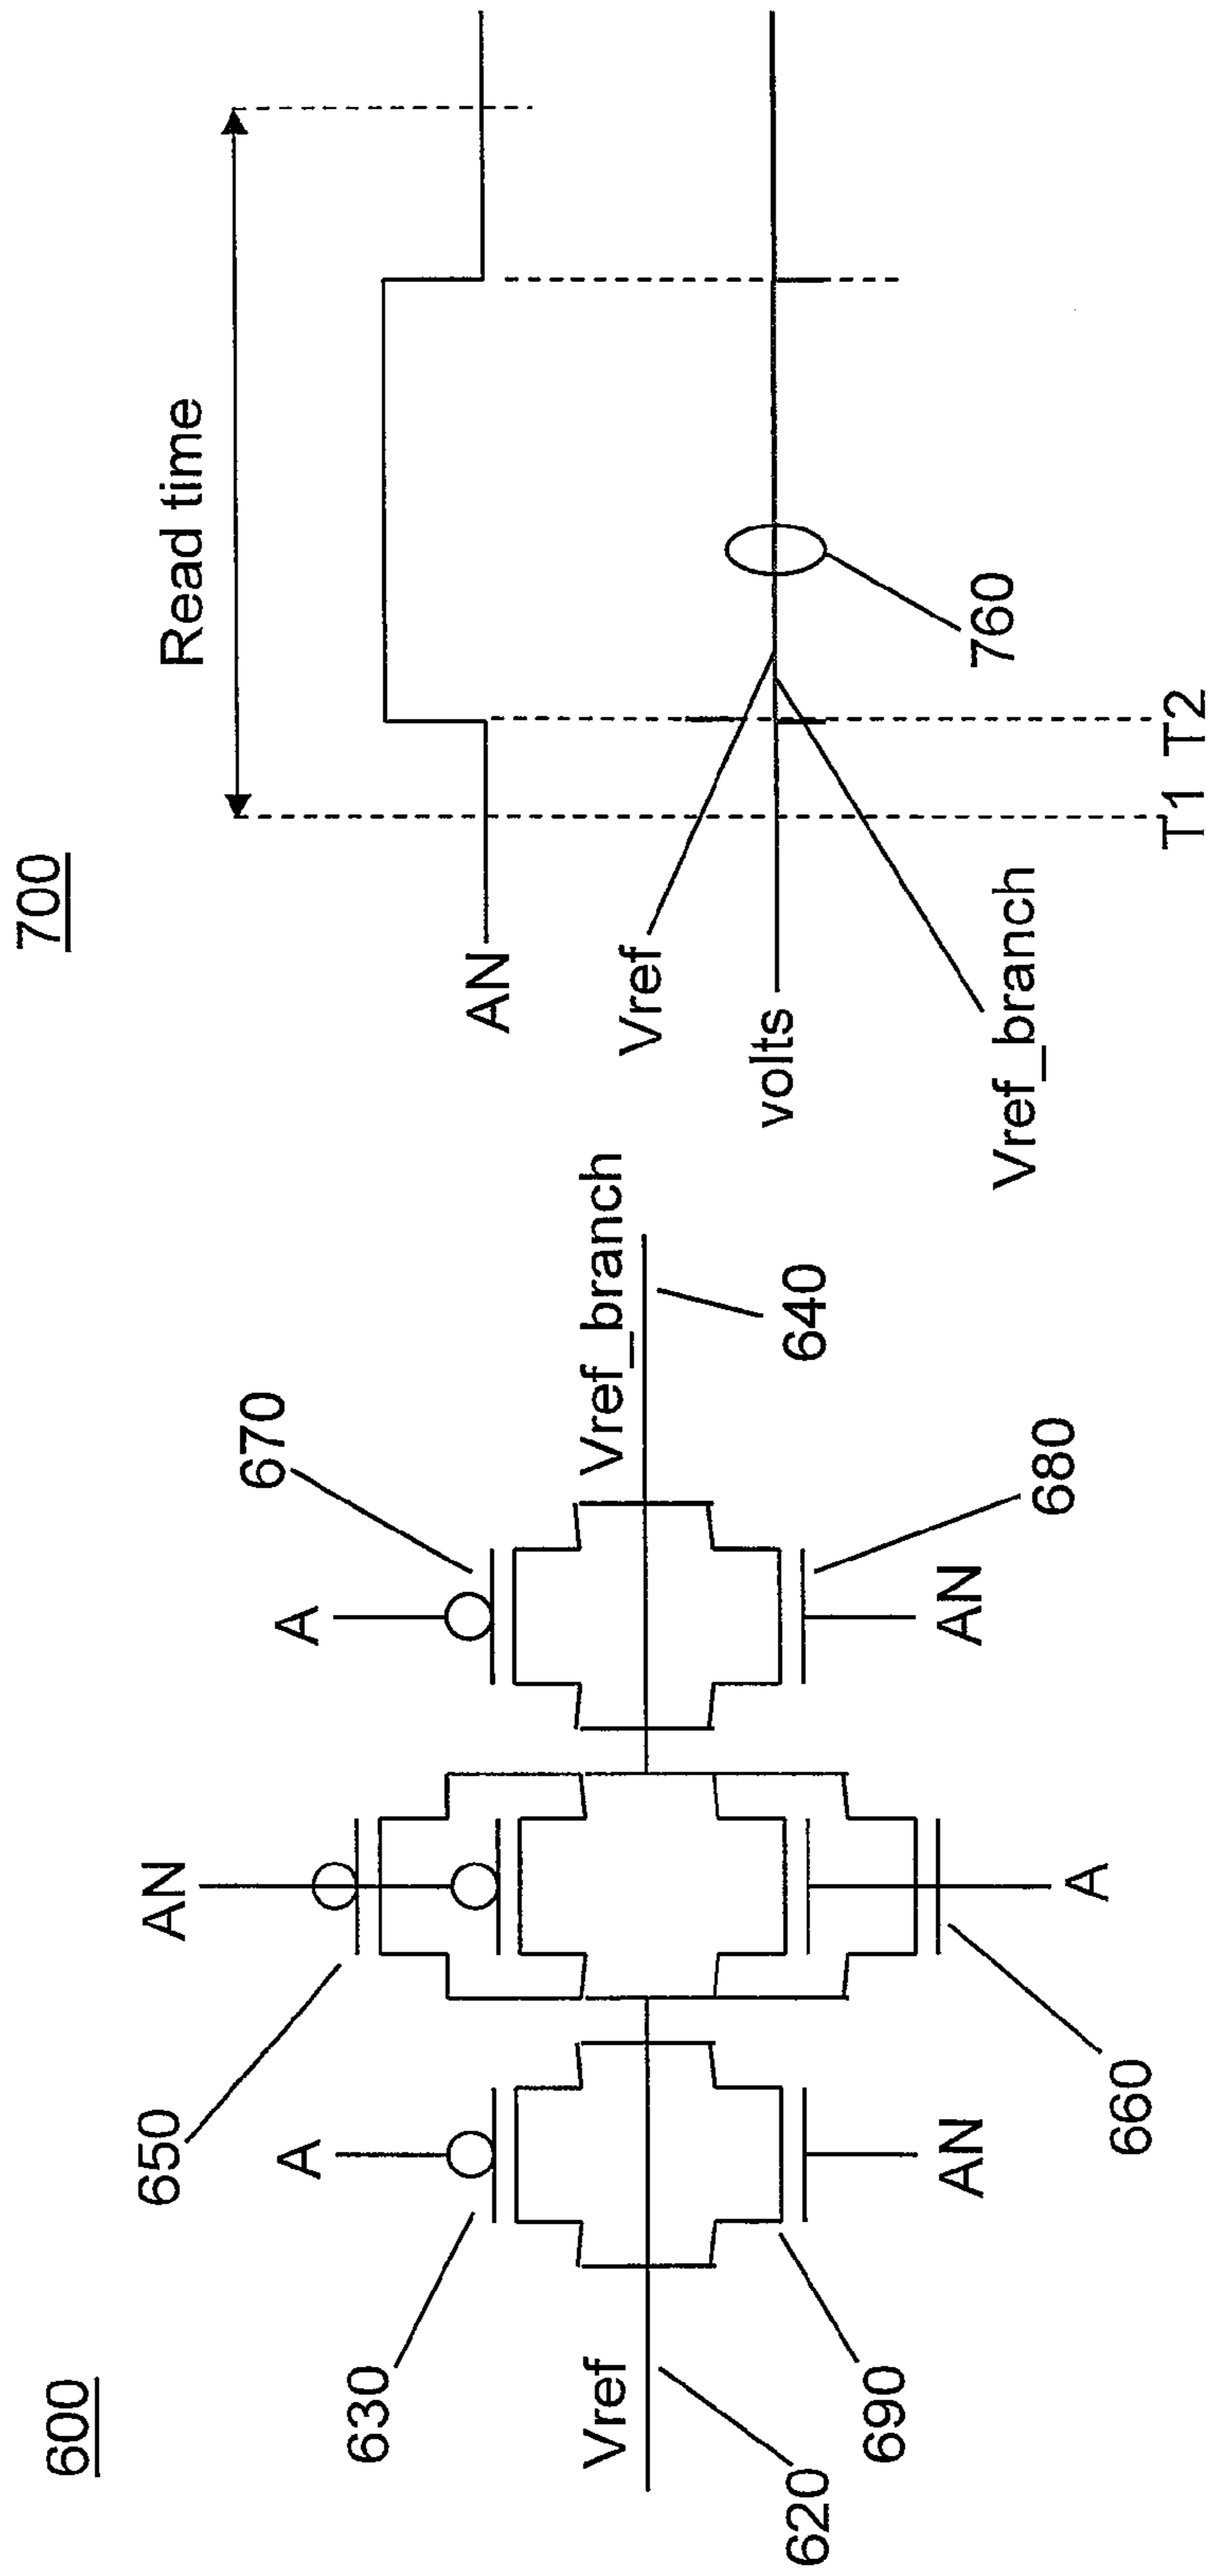 600
650
AN
630
A
A
670
Vref
Vref_branch
620
640
690
AN
660
A
AN
680
700
Read time
AN
Vref
volts
Vref_branch
760
T1 T2